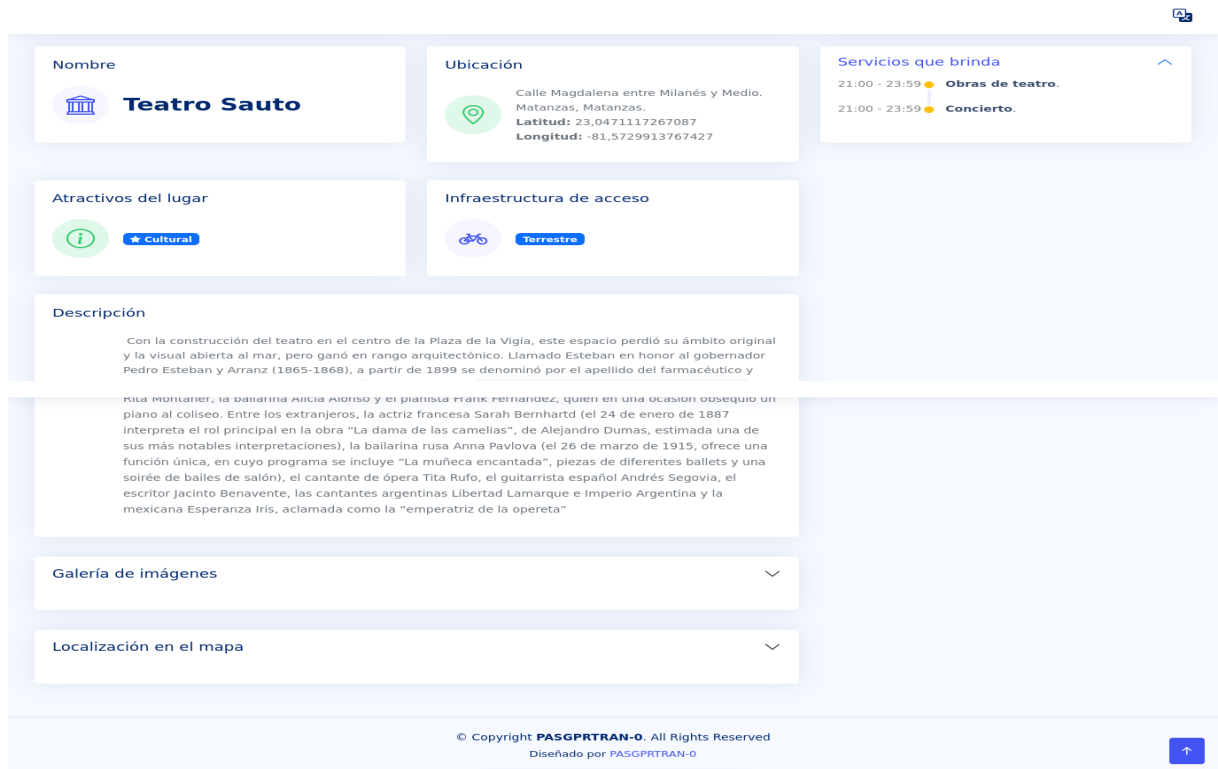 Nombre
Teatro Sauto
Ubicación
Calle Magdalena entre Milanés y Medio.
Matanzas, Matanzas.
Latitud: 23,0471117267087
Longitud: -81,5729913767427
Servicios que brinda
21:00 - 23:59 Obras de teatro.
21:00 - 23:59 Concierto.
Atractivos del lugar
Cultural
Infraestructura de acceso
Terrestre
Descripción
Con la construcción del teatro en el centro de la Plaza de la Vigía, este espacio perdió su ámbito original
y la visual abierta al mar, pero ganó en rango arquitectónico. Llamado Esteban en honor al gobernador
Pedro Esteban y Arranz (1865-1868), a partir de 1899 se denominó por el apellido del farmacéutico y
Rita Montaner, la bailarina Alicia Alonso y el pianista Frank Fernández, quien en una ocasión obsequió un
piano al coliseo. Entre los extranjeros, la actriz francesa Sarah Bernhartd (el 24 de enero de 1887
interpreta el rol principal en la obra “La dama de las camelias”, de Alejandro Dumas, estimada una de
sus más notables interpretaciones), la bailarina rusa Anna Pavlova (el 26 de marzo de 1915, ofrece una
función única, en cuyo programa se incluye “La muñeca encantada”, piezas de diferentes ballets y una
soirée de bailes de salón), el cantante de ópera Tita Rufo, el guitarrista español Andrés Segovia, el
escritor Jacinto Benavente, las cantantes argentinas Libertad Lamarque e Imperio Argentina y la
mexicana Esperanza Iris, aclamada como la “emperatriz de la opereta”
Galería de imágenes
Localización en el mapa
© Copyright PASGPRTRAN-0. All Rights Reserved
Diseñado por PASGPRTRAN-0